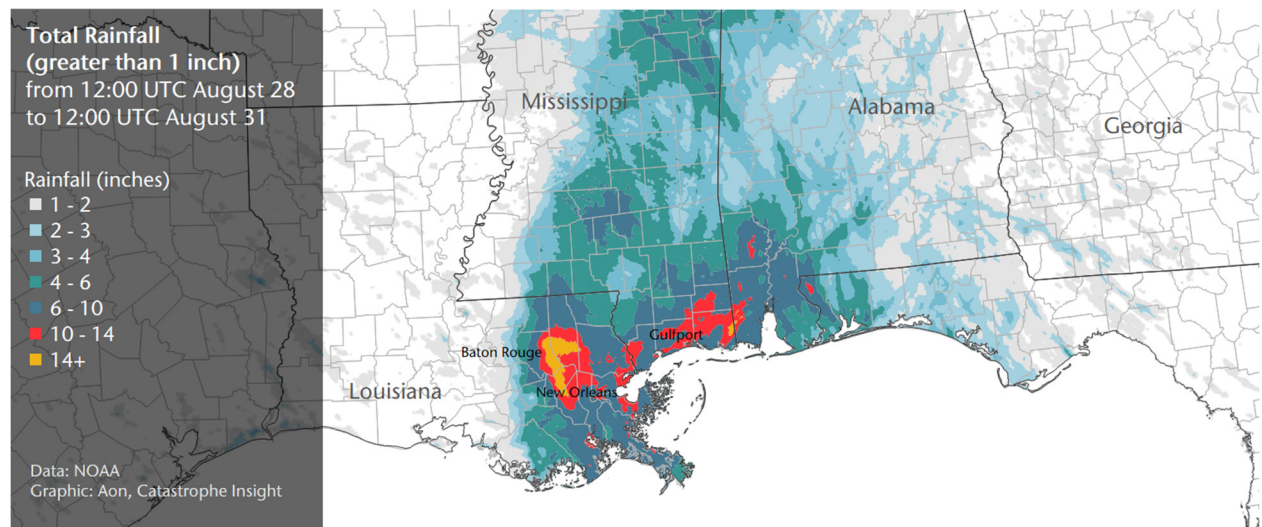 Total Rainfall
(greater than 1 inch)
from 12:00 UTC August 28
to 12:00 UTC August 31
Rainfall (inches)
1 - 2
2 - 3
3 - 4
4 - 6
6 - 10
10 - 14
14+
Data: NOAA
Graphic: Aon, Catastrophe Insight
Mississippi
Alabama
Georgia
Gulfport
Baton Rouge
Louisiana
New Orleans